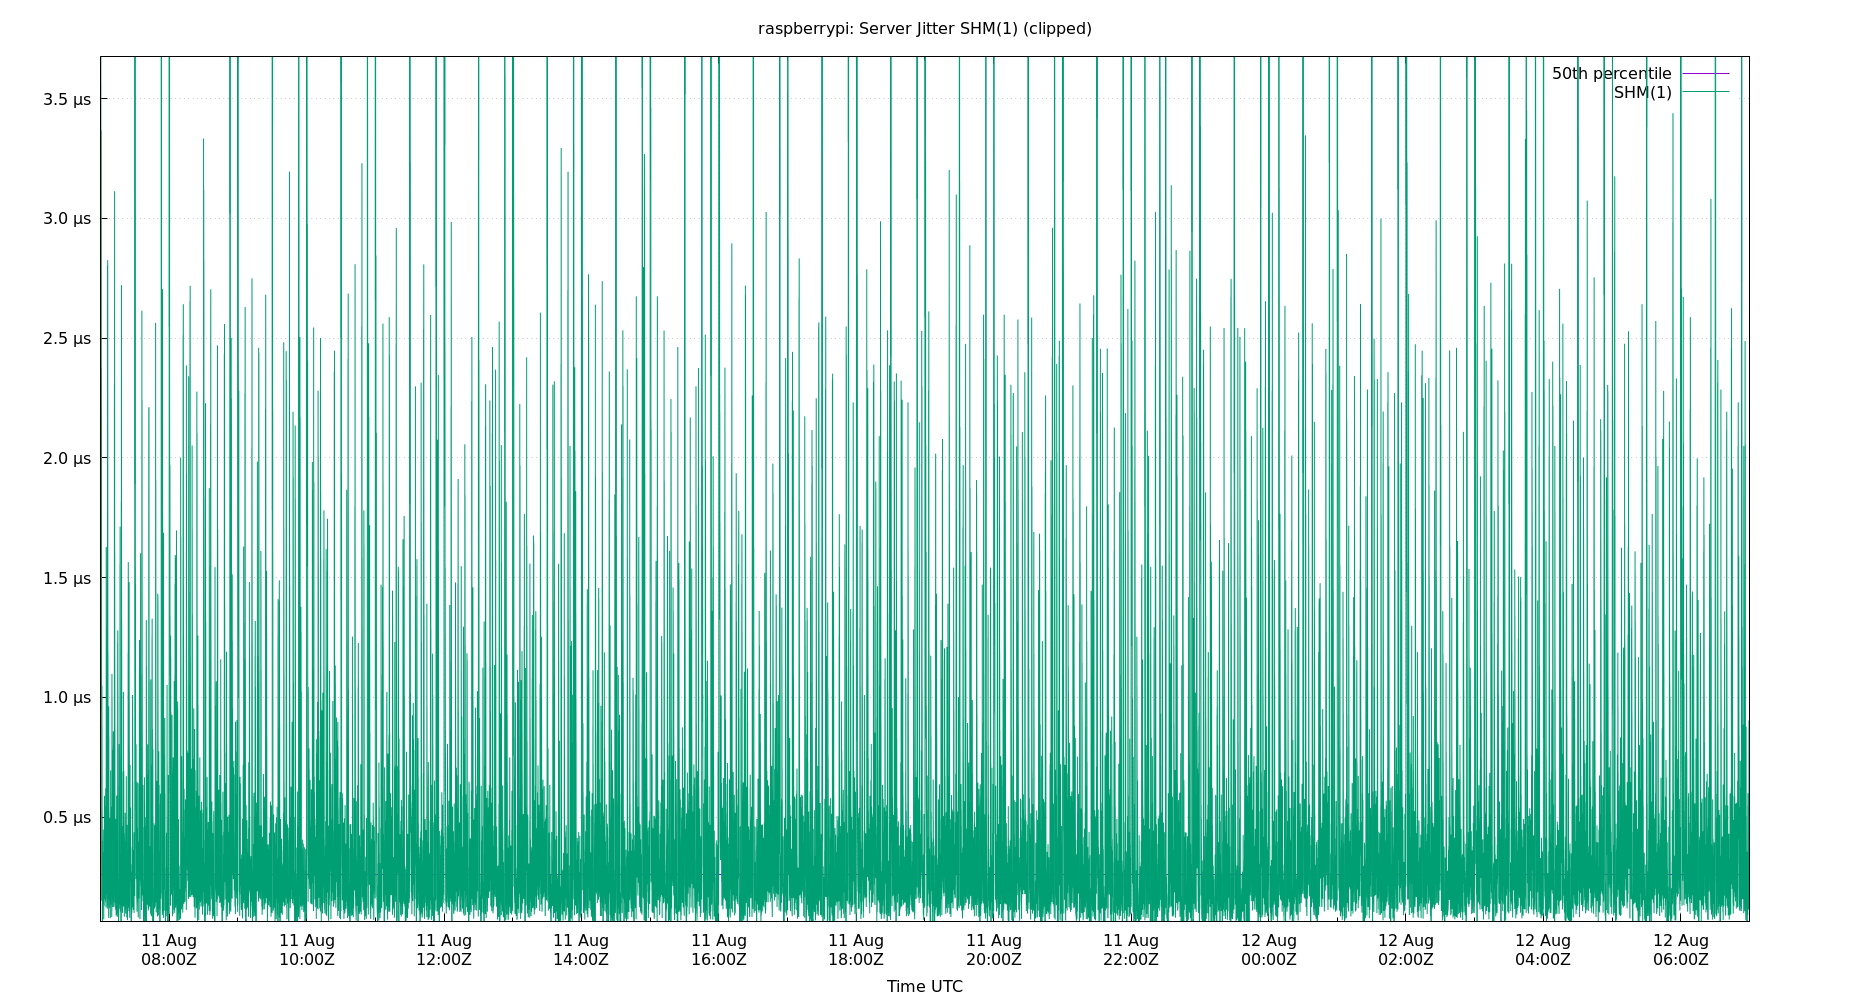 raspberrypi: Server Jitter SHM(1) (clipped)
50th percentile
SHM(1)
3.5 µs
3.0 µs
2.5 µs
2.0 µs
1.5 µs
1.0 µs
0.5 µs
11 Aug 11 Aug 11 Aug 11 Aug 11 Aug 11 Aug 11 Aug 11 Aug 12 Aug 12 Aug 12 Aug 12 Aug
08:00Z 10:00Z 12:00Z 14:00Z 16:00Z 18:00Z 20:00Z 22:00Z 00:00Z 02:00Z 04:00Z 06:00Z
Time UTC